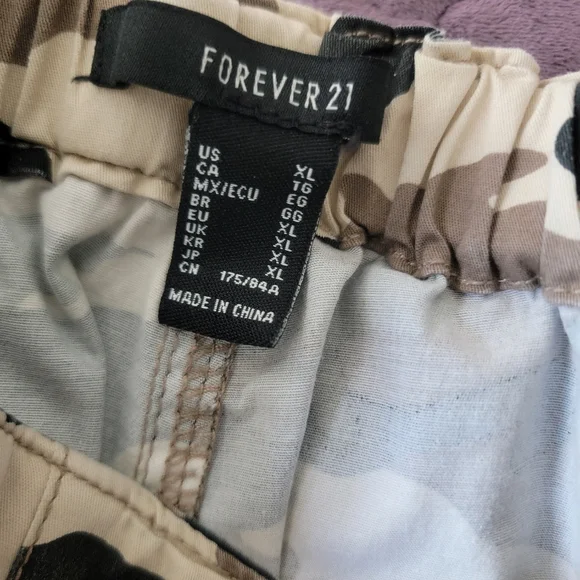 FOREVER 21
US XL
CA TG
MX/ECU EG
BR GG
EU XL
UK XL
KR XL
JP XL
CN 175/84A
MADE IN CHINA